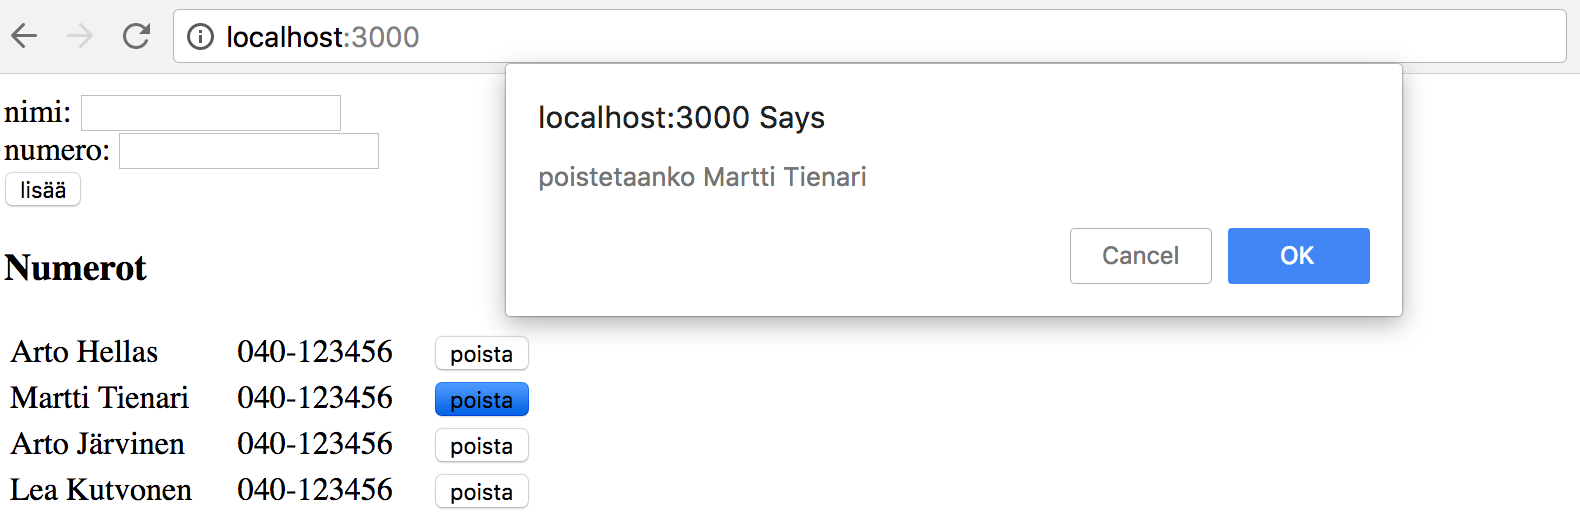 localhost:3000
nimi:
numero:
lisää
localhost:3000 Says
poistetaanko Martti Tienari
Cancel OK
Numerot
Arto Hellas 040-123456 poista
Martti Tienari 040-123456 poista
Arto Järvinen 040-123456 poista
Lea Kutvonen 040-123456 poista